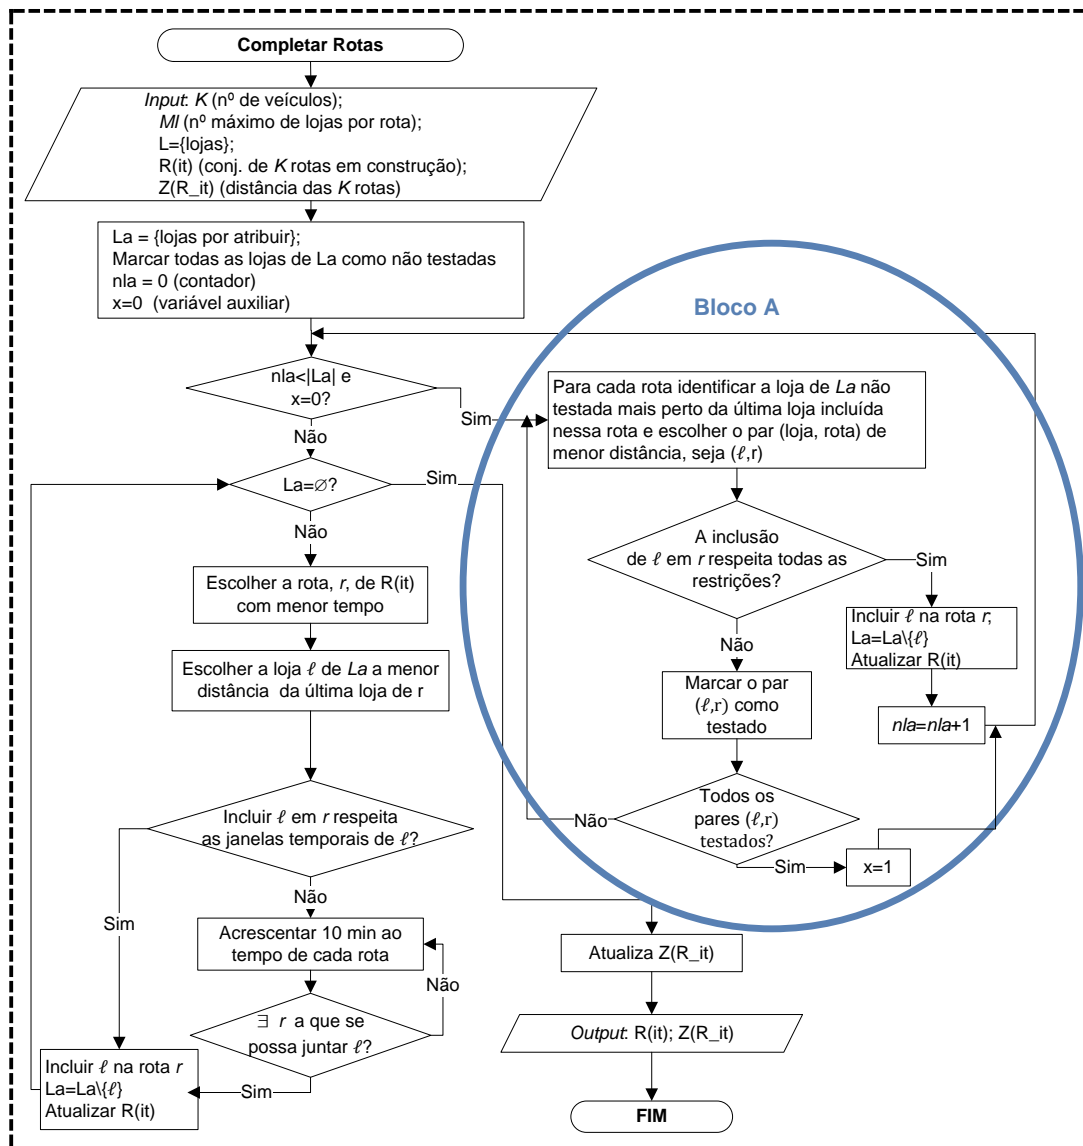 Completar Rotas
Input: K (nº de veículos);
Ml (nº máximo de lojas por rota);
L={lojas};
R(it) (conj. de K rotas em construção);
Z(R_it) (distância das K rotas)
La = {lojas por atribuir};
Marcar todas as lojas de La como não testadas
nla = 0 (contador)
x=0 (variável auxiliar)
Bloco A
nla<|La| e
x=0?
Sim
Não
Para cada rota identificar a loja de La não
testada mais perto da última loja incluída
nessa rota e escolher o par (loja, rota) de
menor distância, seja (ℓ,r)
La=∅?
Sim
Sim
Não
A inclusão
de ℓ em r respeita todas as
restrições?
Sim
Não
Escolher a rota, r, de R(it)
com menor tempo
Incluir ℓ na rota r;
La=La\{ℓ}
Atualizar R(it)
Escolher a loja ℓ de La a menor
distância da última loja de r
Marcar o par
(ℓ,r) como
testado
nla=nla+1
Incluir ℓ em r respeita
as janelas temporais de ℓ?
Todos os
pares (ℓ,r)
testados?
Não
Sim
x=1
Não
Sim
Acrescentar 10 min ao
tempo de cada rota
Não
Atualiza Z(R_it)
∃ r a que se
possa juntar ℓ?
Output: R(it); Z(R_it)
Incluir ℓ na rota r
La=La\{ℓ}
Atualizar R(it)
Sim
FIM